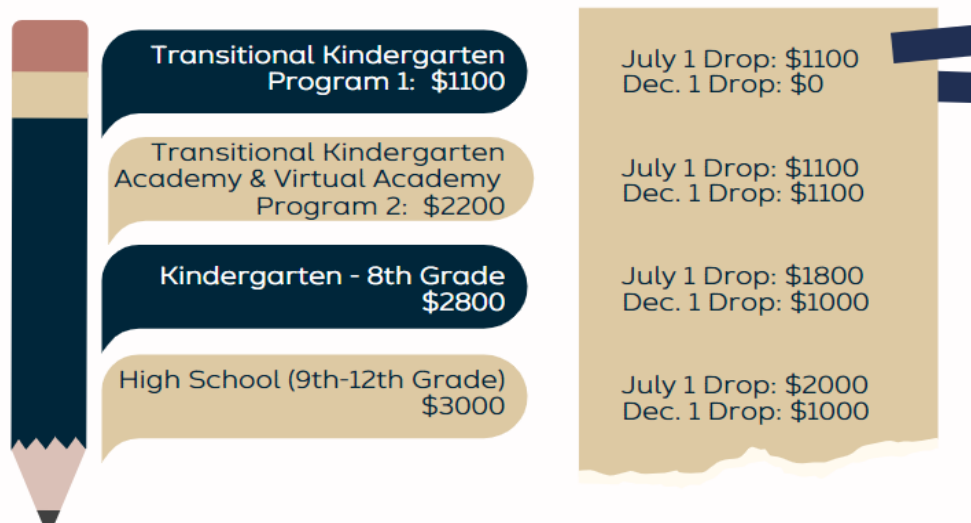 Transitional Kindergarten
Program 1: $1100
July 1 Drop: $1100
Dec. 1 Drop: $0
Transitional Kindergarten
Academy & Virtual Academy
Program 2: $2200
July 1 Drop: $1100
Dec. 1 Drop: $1100
Kindergarten - 8th Grade
$2800
July 1 Drop: $1800
Dec. 1 Drop: $1000
High School (9th-12th Grade)
$3000
July 1 Drop: $2000
Dec. 1 Drop: $1000